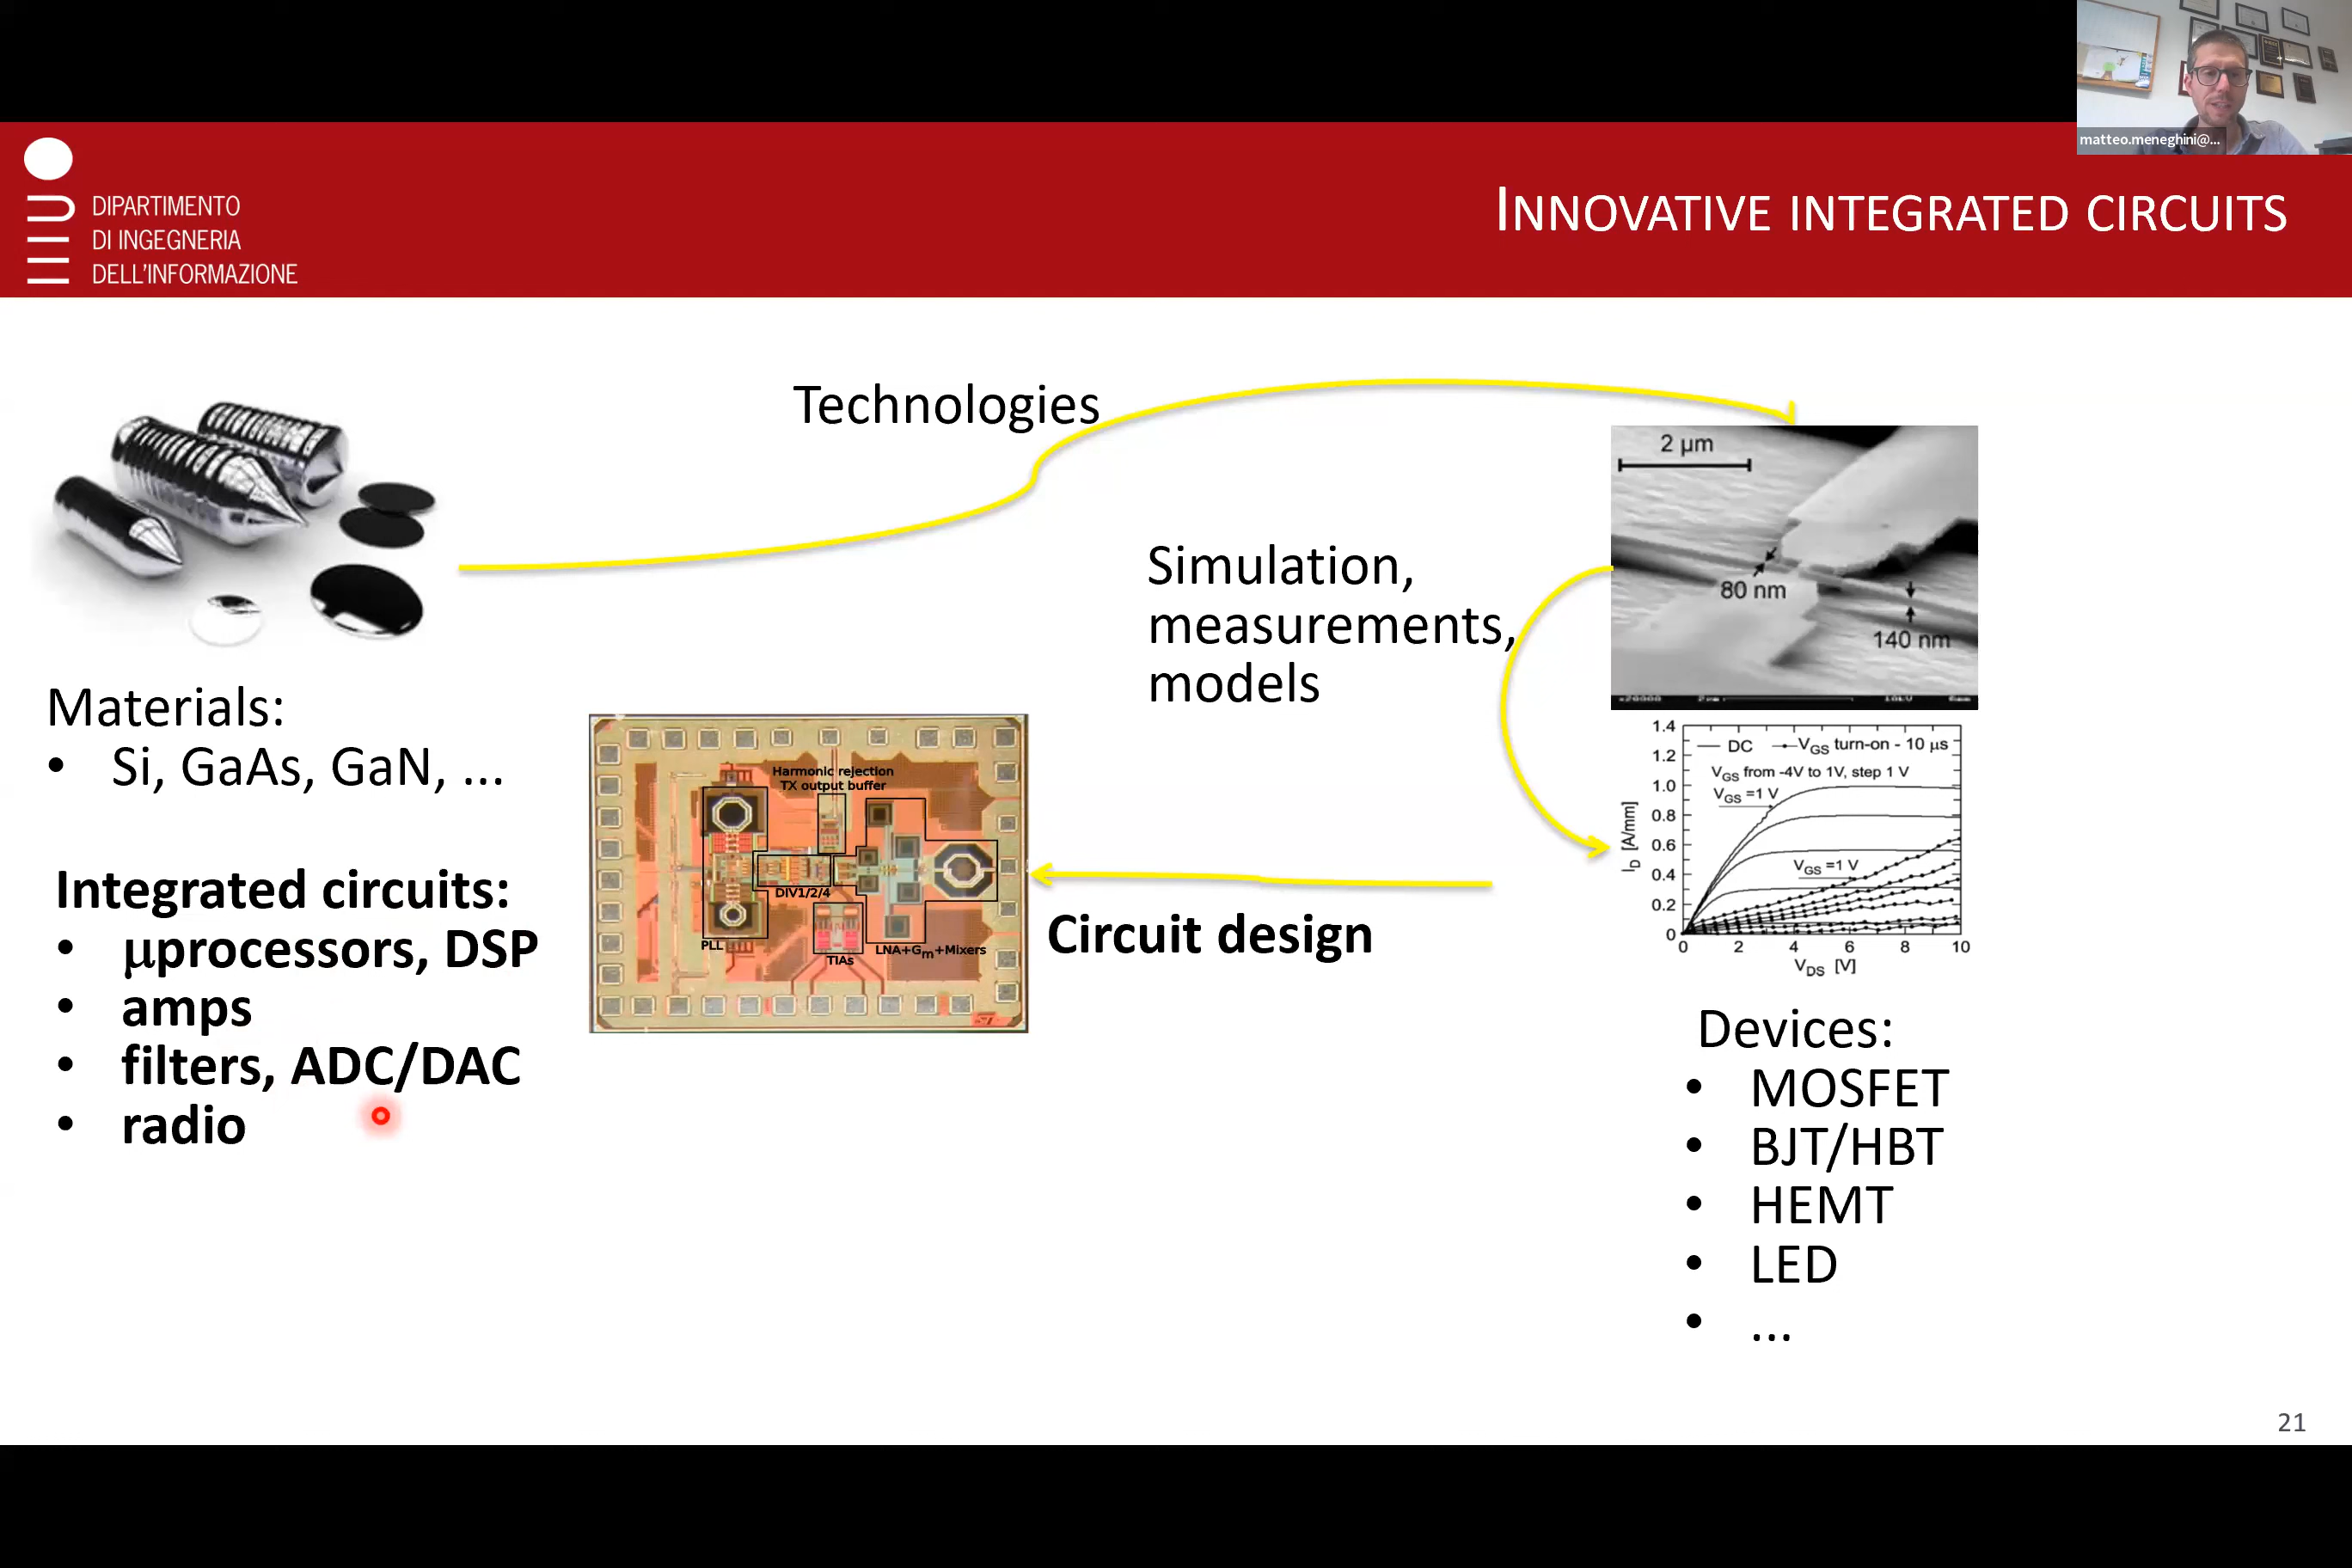 matteo.meneghini@...
DIPARTIMENTO
DI INGEGNERIA
DELL'INFORMAZIONE
INNOVATIVE INTEGRATED CIRCUITS
Technologies
Simulation,
measurements,
models
2 µm
80 nm
140 nm
Materials:
• Si, GaAs, GaN, ...
Integrated circuits:
• µprocessors, DSP
• amps
• filters, ADC/DAC
• radio
Harmonic rejection
TX output buffer
DIV1/2/4
PLL
TIAs
LNA+Gm+Mixers
Circuit design
1.4
1.2
1.0
0.8
0.6
0.4
0.2
0
ID [A/mm]
DC VGS turn-on - 10 µs
VGS from -4V to 1V, step 1 V
VGS =1 V
VGS =1 V
0 2 4 6 8 10
VDS [V]
Devices:
• MOSFET
• BJT/HBT
• HEMT
• LED
• ...
21